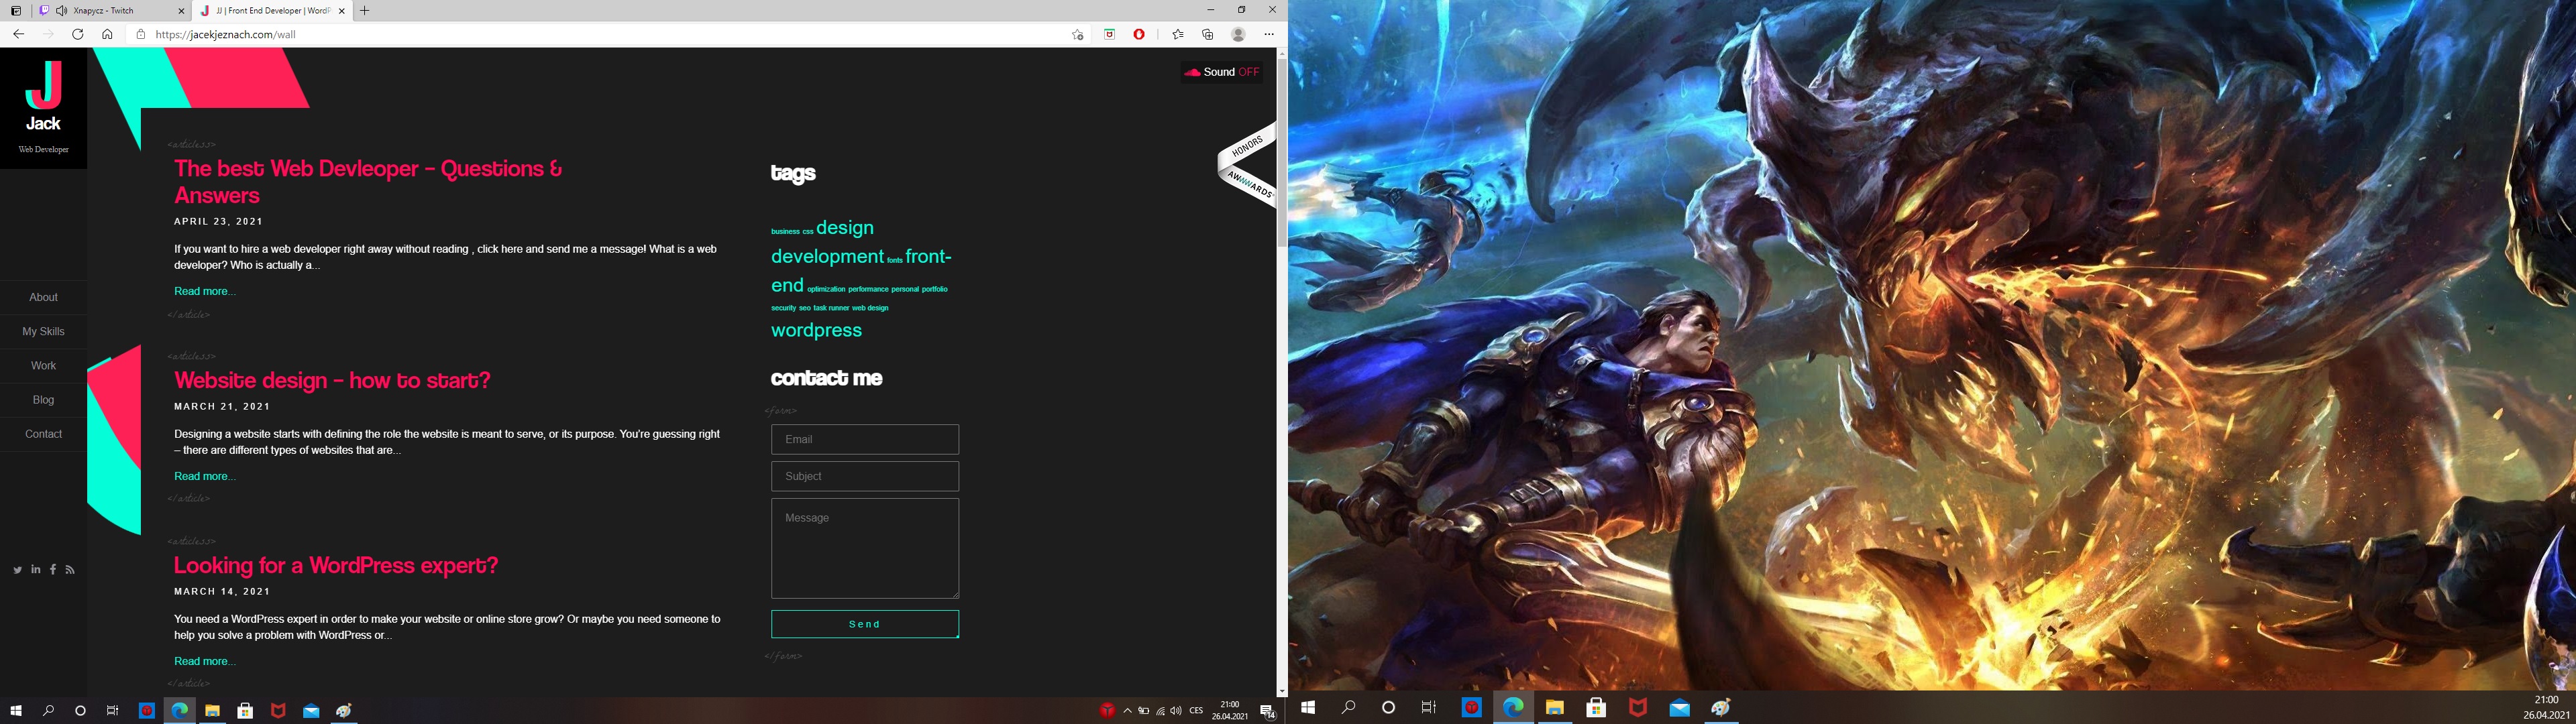 Xnapycz - Twitch
JJ | Front End Developer | WordP
https://jacekjeznach.com/wall
Jack
Web Developer
About
My Skills
Work
Blog
Contact
Sound OFF
HONORS
AWWWARDS
<articless>
The best Web Devleoper – Questions &
Answers
APRIL 23, 2021
If you want to hire a web developer right away without reading , click here and send me a message! What is a web
developer? Who is actually a...
Read more...
</article>
<articless>
Website design – how to start?
MARCH 21, 2021
Designing a website starts with defining the role the website is meant to serve, or its purpose. You're guessing right
– there are different types of websites that are...
Read more...
</article>
<articless>
Looking for a WordPress expert?
MARCH 14, 2021
You need a WordPress expert in order to make your website or online store grow? Or maybe you need someone to
help you solve a problem with WordPress or...
Read more...
</article>
tags
business css design
development fonts front-
end optimization performance personal portfolio
security seo task runner web design
wordpress
contact me
<form>
Email
Subject
Message
Send
</form>
CES
21:00
26.04.2021
14
21:00
26.04.2021